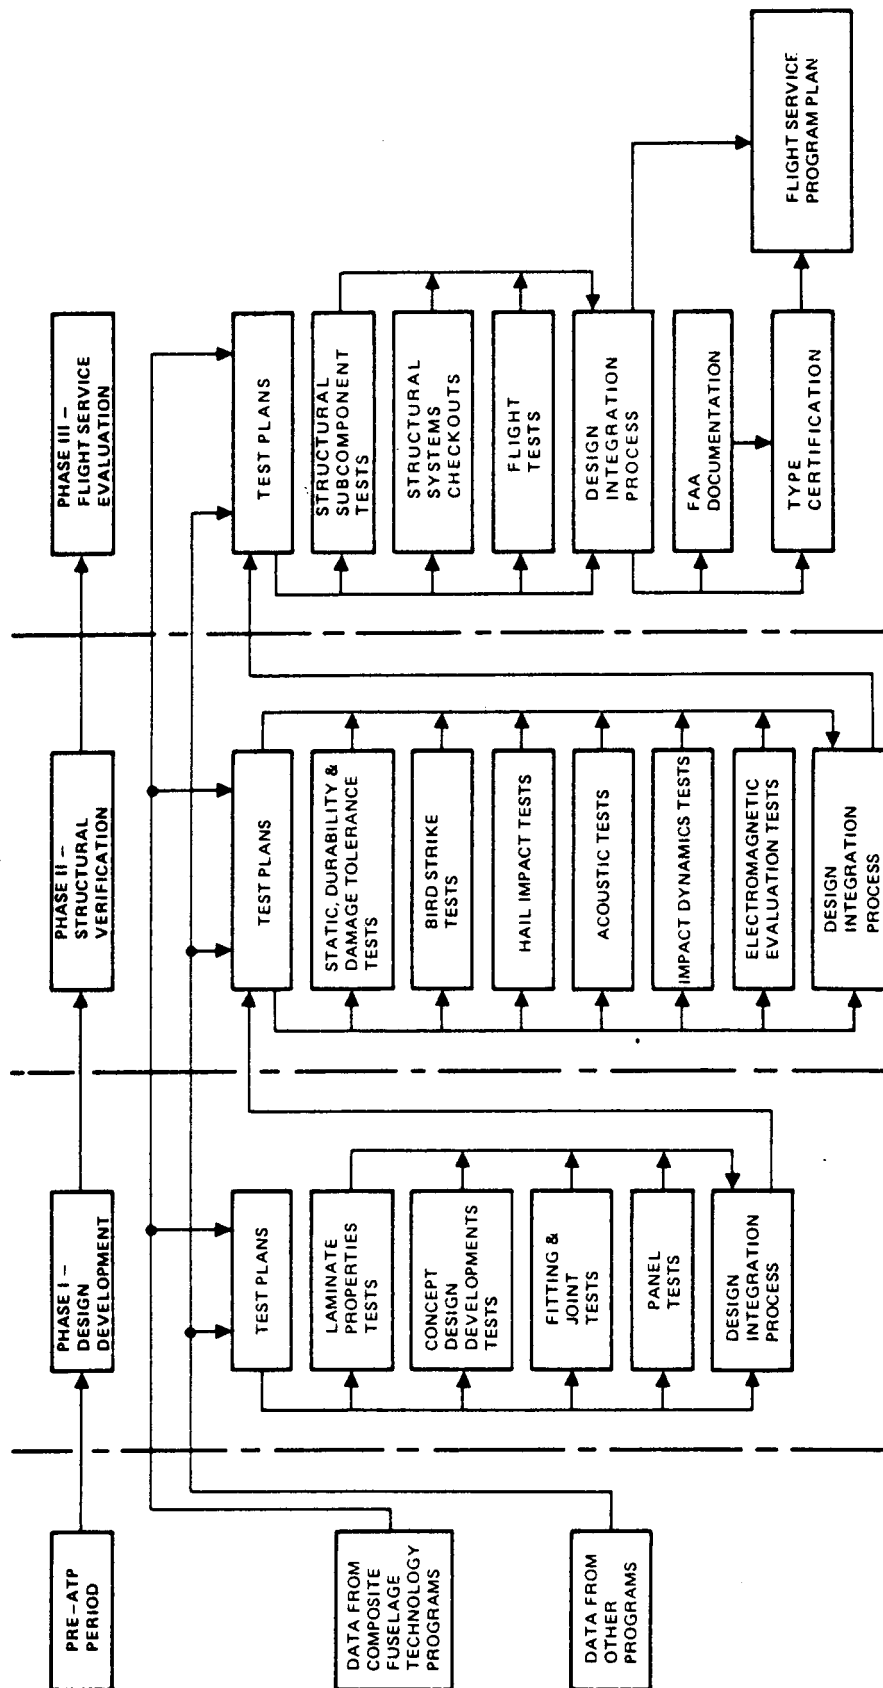 PRE-ATP
PERIOD
PHASE I -
DESIGN
DEVELOPMENT
PHASE II -
STRUCTURAL
VERIFICATION
PHASE III -
FLIGHT SERVICE
EVALUATION
DATA FROM
COMPOSITE
FUSELAGE
TECHNOLOGY
PROGRAMS
DATA FROM
OTHER
PROGRAMS
TEST PLANS
LAMINATE
PROPERTIES
TESTS
CONCEPT
DESIGN
DEVELOPMENTS
TESTS
FITTING &
JOINT
TESTS
PANEL
TESTS
DESIGN
INTEGRATION
PROCESS
TEST PLANS
STATIC, DURABILITY &
DAMAGE TOLERANCE
TESTS
BIRD STRIKE
TESTS
HAIL IMPACT TESTS
ACOUSTIC TESTS
IMPACT DYNAMICS TESTS
ELECTROMAGNETIC
EVALUATION TESTS
DESIGN
INTEGRATION
PROCESS
TEST PLANS
STRUCTURAL
SUBCOMPONENT
TESTS
STRUCTURAL
SYSTEMS
CHECKOUTS
FLIGHT
TESTS
DESIGN
INTEGRATION
PROCESS
FAA
DOCUMENTATION
TYPE
CERTIFICATION
FLIGHT SERVICE
PROGRAM PLAN